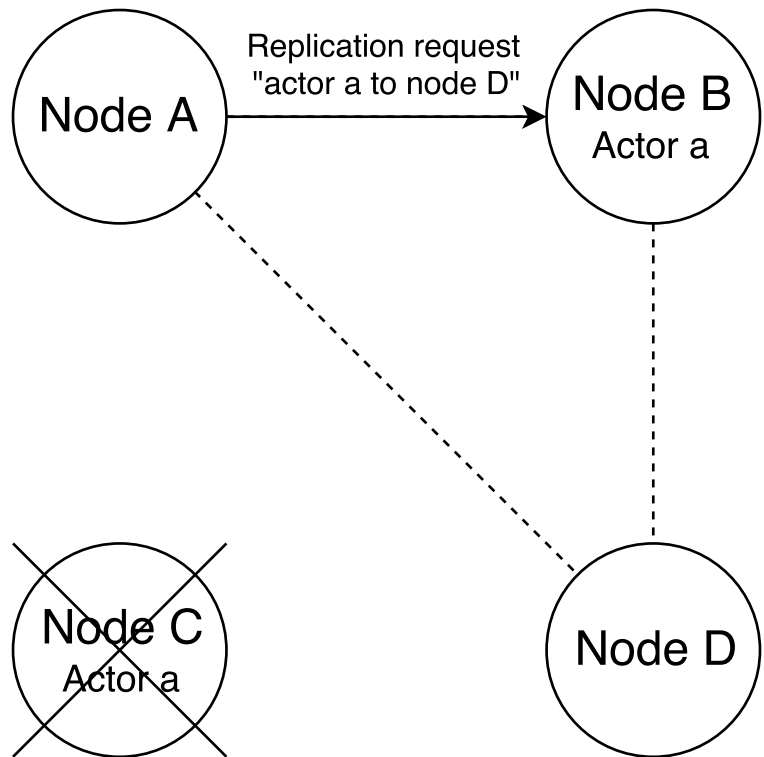 Node A
Replication request
"actor a to node D"
Node B
Actor a
Node C
Actor a
Node D